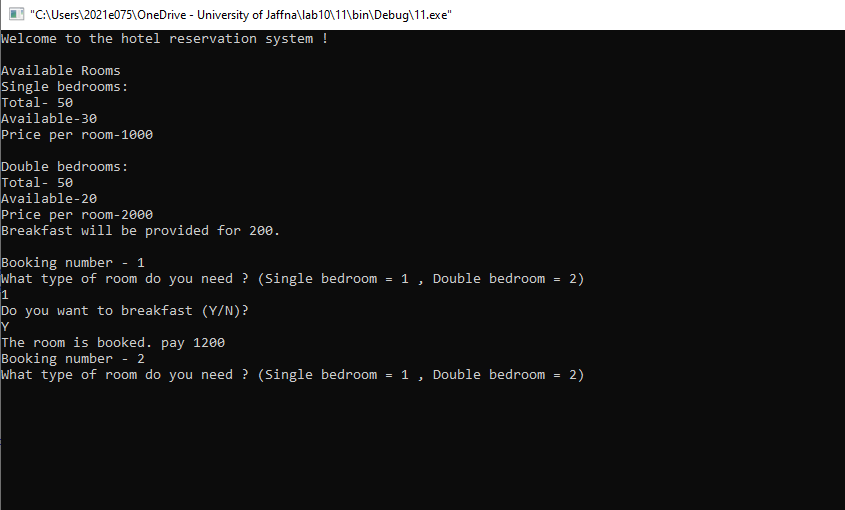 "C:\Users\2021e075\OneDrive - University of Jaffna\lab10\11\bin\Debug\11.exe"
Welcome to the hotel reservation system !
Available Rooms
Single bedrooms:
Total- 50
Available-30
Price per room-1000
Double bedrooms:
Total- 50
Available-20
Price per room-2000
Breakfast will be provided for 200.
Booking number - 1
What type of room do you need ? (Single bedroom = 1 , Double bedroom = 2)
1
Do you want to breakfast (Y/N)?
Y
The room is booked. pay 1200
Booking number - 2
What type of room do you need ? (Single bedroom = 1 , Double bedroom = 2)